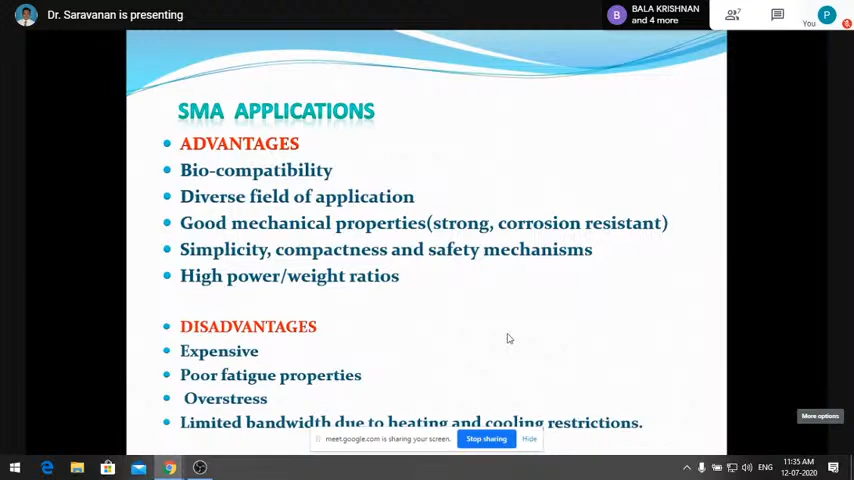 Dr. Saravanan is presenting
BALA KRISHNAN
and 4 more
7
You
P
B
SMA APPLICATIONS
ADVANTAGES
Bio-compatibility
Diverse field of application
Good mechanical properties(strong, corrosion resistant)
Simplicity, compactness and safety mechanisms
High power/weight ratios
DISADVANTAGES
Expensive
Poor fatigue properties
Overstress
Limited bandwidth due to heating and cooling restrictions.
More options
meet.google.com is sharing your screen.
Stop sharing
Hide
ENG
11:35 AM
12-07-2020